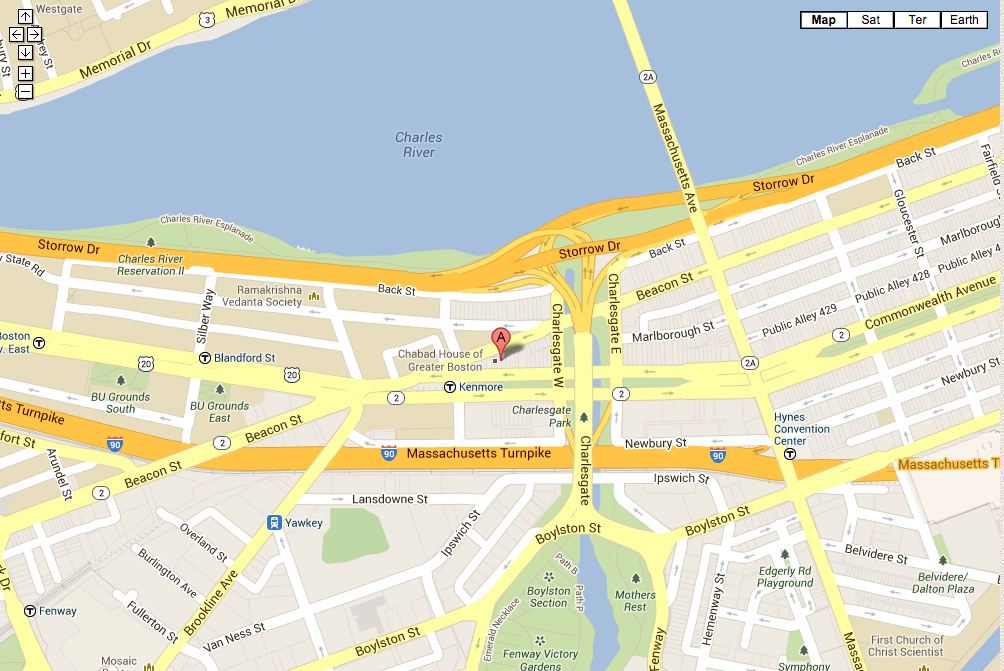 Westgate
3
Massachusetts
Memorial Dr
Memorial Dr
Map
Sat
Ter
Earth
2A
Charles
River
Massachusetts Ave
Charles River Esplanade
Back St
Storrow Dr
Gloucester St
Fairfield
Charles River Esplanade
Storrow Dr
Charles River
Reservation II
Storrow Dr
Back St
State Rd
Ramakrishna
Vedanta Society
Back St
Silber Way
Beacon St
Charlesgate E
Charlesgate W
Marlborough St
Public Alley 429
Public Alley 428
Public Alley 4
Marlboroug
Commonwealth Avenue
2
Boston
East
20
Blandford St
20
A
Chabad House of
Greater Boston
Kenmore
2
2
2A
BU Grounds
South
BU Grounds
East
Newbury St
Charlesgate
Park
Hynes
Convention
Center
Beacon St
2
ts Turnpike
90
fort St
90
Massachusetts Turnpike
Newbury St
90
Massachusetts T
Arundel St
Beacon St
2
Charlesgate
Ipswich St
Lansdowne St
Yawkey
Ipswich St
Boylston St
Boylston St
Overland St
Burlington Ave
Brookline Ave
Belvidere St
Belvidere/
Dalton Plaza
Edgerly Rd
Playground
Path B
Path P
Boylston
Section
Mothers
Rest
Hemenway St
Fenway
Fullerton St
Van Ness St
Boylston St
Emerald Necklace
Fenway Victory
Gardens
Fenway
Massa
First Church of
Christ Scientist
Mosaic
Symphony